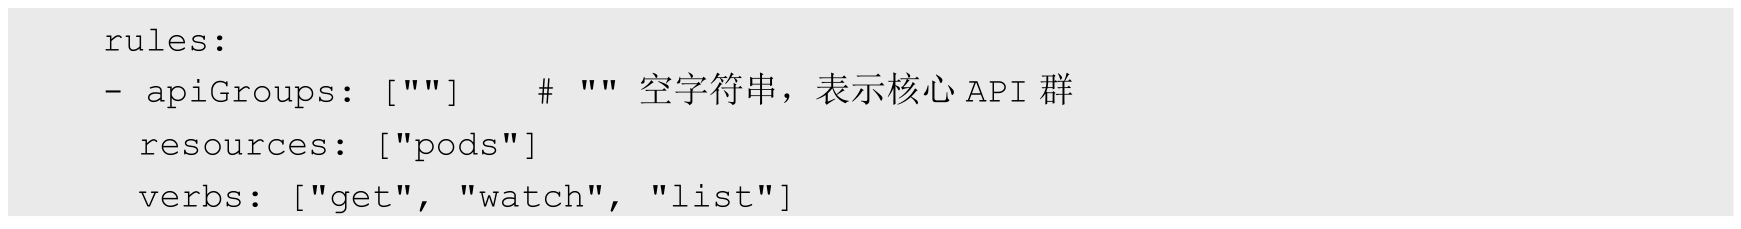 rules:
- apiGroups: [""]    # "" 空字符串，表示核心 API 群
  resources: ["pods"]
  verbs: ["get", "watch", "list"]